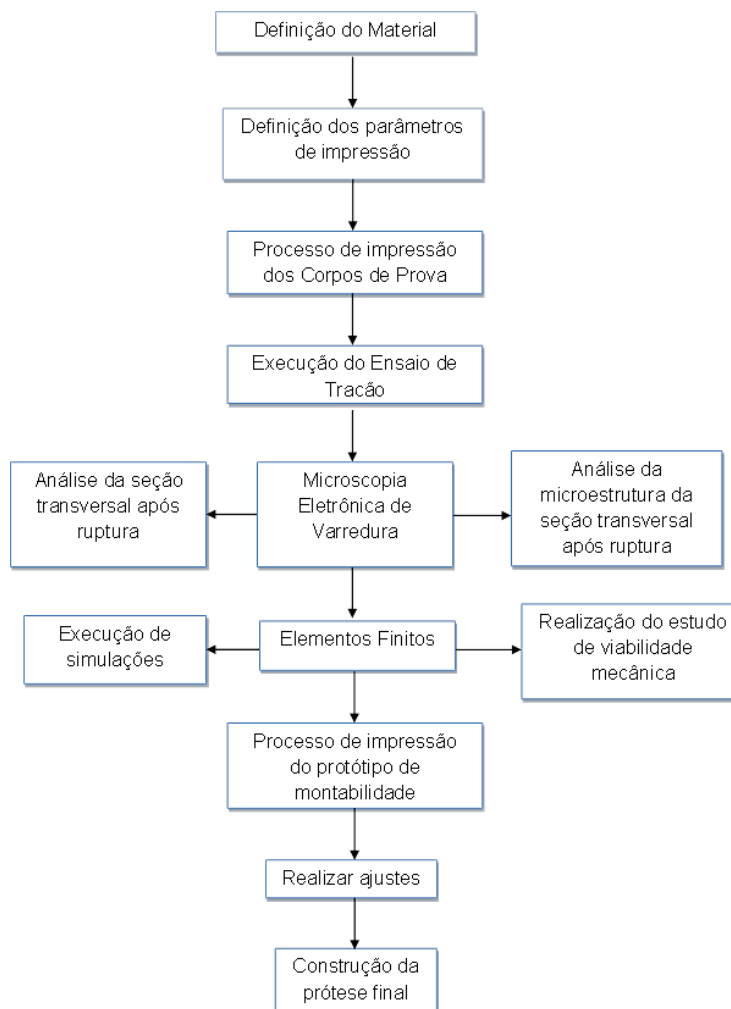 Definição do Material
Definição dos parâmetros
de impressão
Processo de impressão
dos Corpos de Prova
Execução do Ensaio de
Tracão
Análise da seção
transversal após
ruptura
Microscopia
Eletrônica de
Varredura
Análise da
microestrutura da
seção transversal
após ruptura
Execução de
simulações
Elementos Finitos
Realização do estudo
de viabilidade
mecânica
Processo de impressão
do protótipo de
montabilidade
Realizar ajustes
Construção da
prótese final